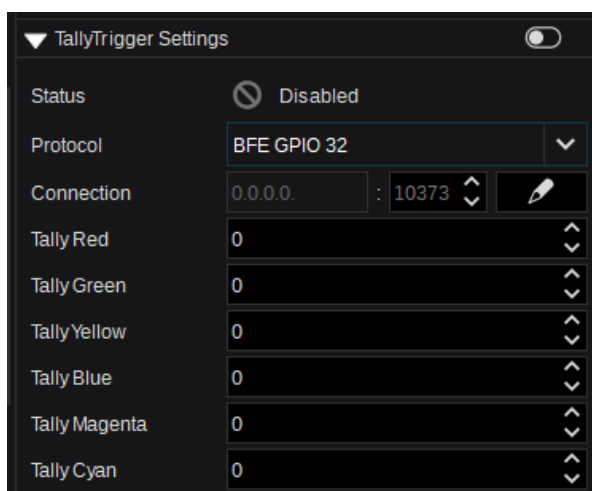 TallyTrigger Settings
Status Disabled
Protocol BFE GPIO 32
Connection 0.0.0.0. : 10373
Tally Red 0
Tally Green 0
Tally Yellow 0
Tally Blue 0
Tally Magenta 0
Tally Cyan 0